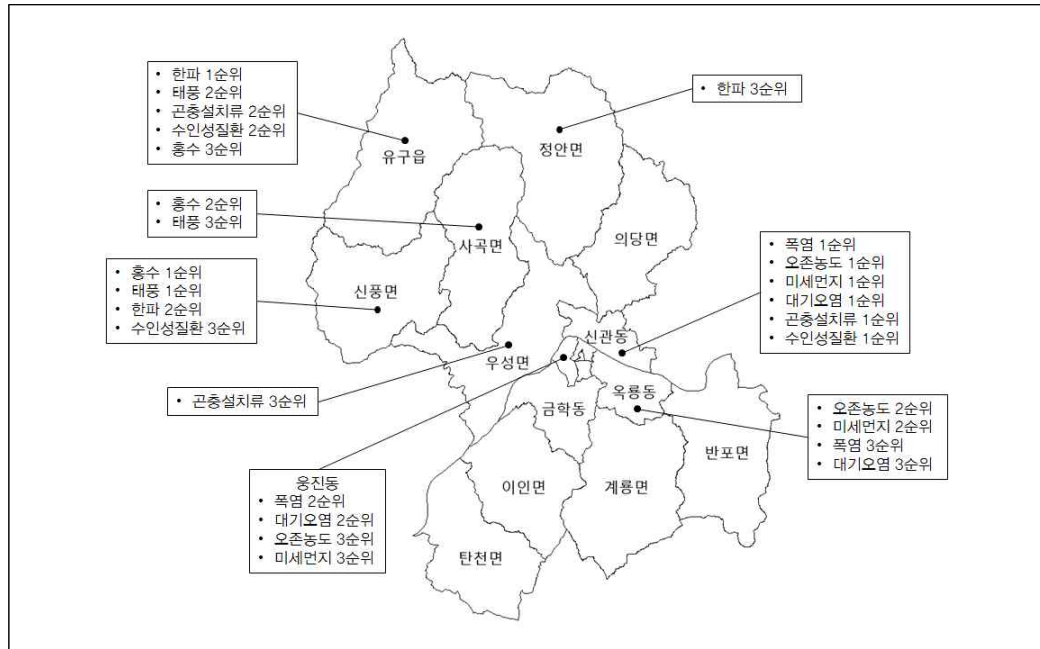 • 한파 1순위
• 태풍 2순위
• 곤충설치류 2순위
• 수인성질환 2순위
• 홍수 3순위
• 한파 3순위
유구읍
정안면
• 홍수 2순위
• 태풍 3순위
사곡면
의당면
• 폭염 1순위
• 오존농도 1순위
• 미세먼지 1순위
• 대기오염 1순위
• 곤충설치류 1순위
• 수인성질환 1순위
• 홍수 1순위
• 태풍 1순위
• 한파 2순위
• 수인성질환 3순위
신풍면
신관동
우성면
• 곤충설치류 3순위
옥룡동
금학동
• 오존농도 2순위
• 미세먼지 2순위
• 폭염 3순위
• 대기오염 3순위
반포면
웅진동
• 폭염 2순위
• 대기오염 2순위
• 오존농도 3순위
• 미세먼지 3순위
이인면
계룡면
탄천면